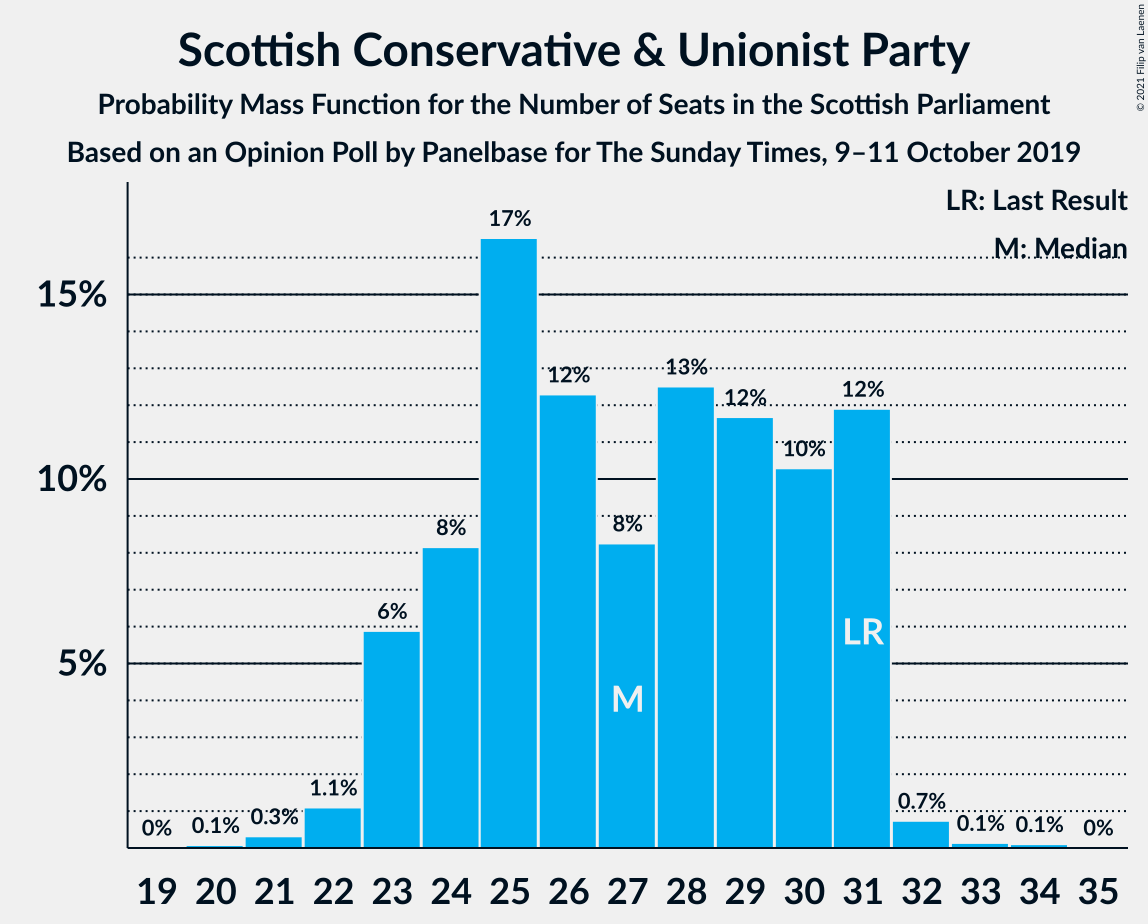 Scottish Conservative & Unionist Party
Probability Mass Function for the Number of Seats in the Scottish Parliament
Based on an Opinion Poll by Panelbase for The Sunday Times, 9–11 October 2019
© 2021 Filip van Laenen
LR: Last Result
M: Median
15%
10%
5%
0%
0.1%
0.3%
1.1%
6%
8%
17%
12%
8%
13%
12%
10%
12%
0.7%
0.1%
0.1%
0%
M
LR
19 20 21 22 23 24 25 26 27 28 29 30 31 32 33 34 35